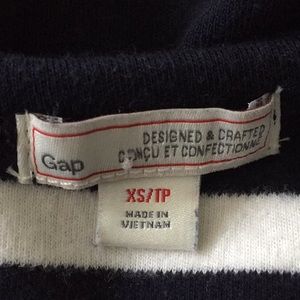 Gap
DESIGNED & CRAFTED
CONÇU ET CONFECTIONNÉ
XS/TP
MADE IN
VIETNAM